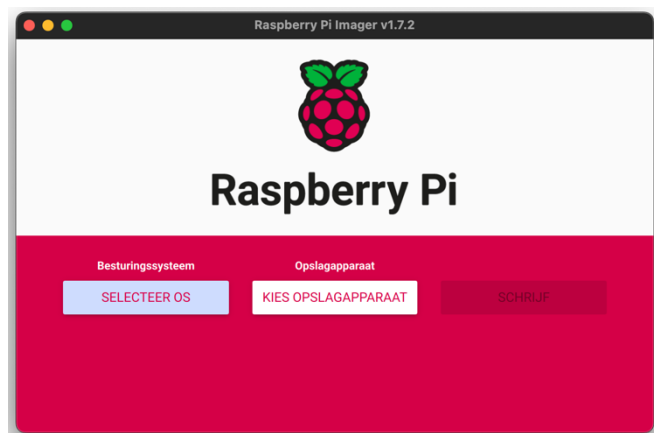 Raspberry Pi Imager v1.7.2
Raspberry Pi
Besturingssysteem
Opslagapparaat
SELECTEER OS
KIES OPSLAGAPPARAAT
SCHRIJF